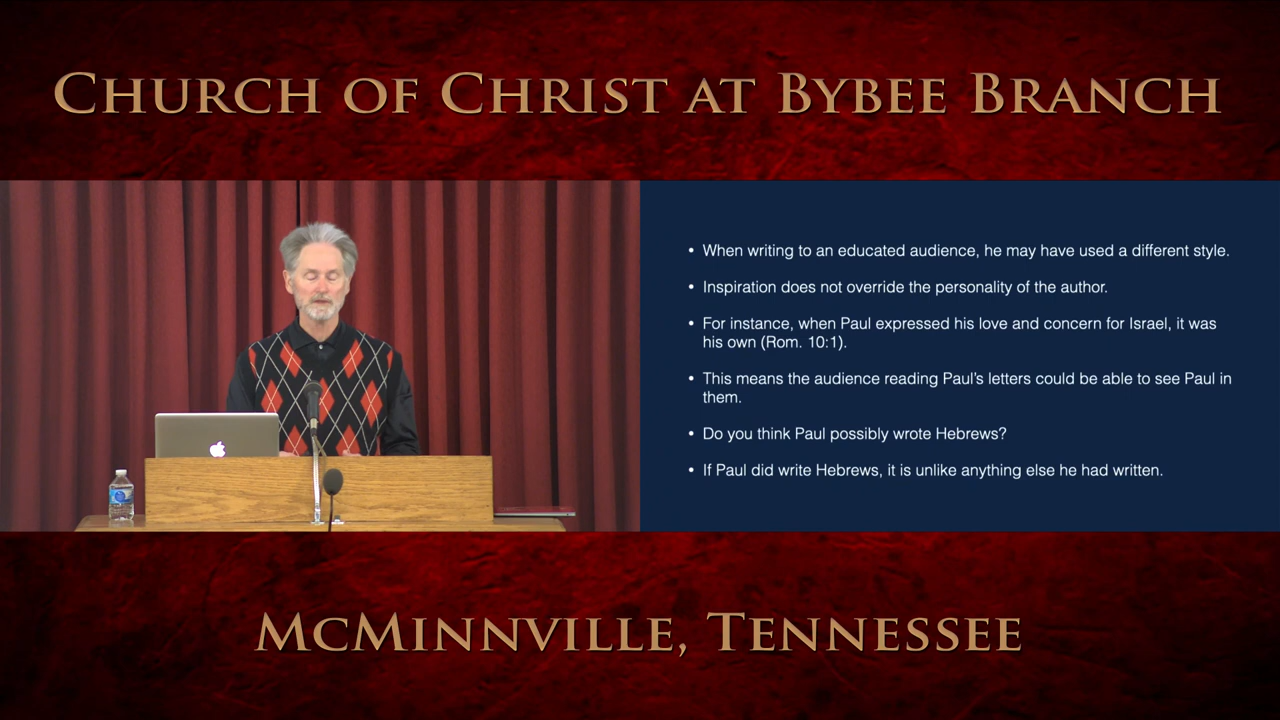 Church of Christ at Bybee Branch
• When writing to an educated audience, he may have used a different style.
• Inspiration does not override the personality of the author.
• For instance, when Paul expressed his love and concern for Israel, it was
his own (Rom. 10:1).
• This means the audience reading Paul's letters could be able to see Paul in
them.
• Do you think Paul possibly wrote Hebrews?
• If Paul did write Hebrews, it is unlike anything else he had written.
McMinnville, Tennessee